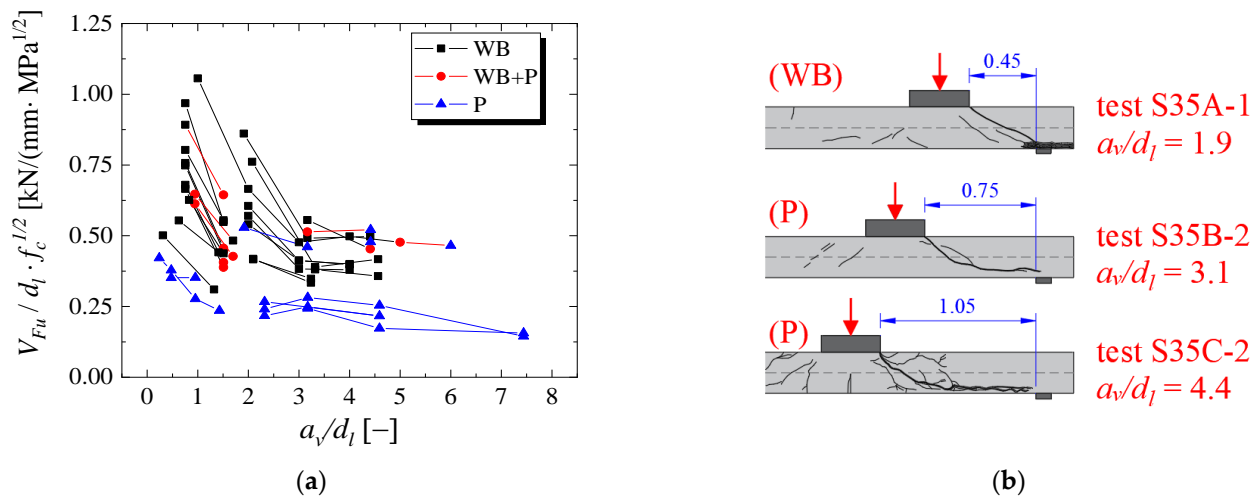 1.25
1.00
0.75
0.50
0.25
0.00
V_Fu / d_l · f_c^1/2 [kN/(mm· MPa^1/2)]
WB
WB+P
P
0 1 2 3 4 5 6 7 8
a_v/d_l [−]
(a)
(WB)
0.45
test S35A-1
a_v/d_l = 1.9
(P)
0.75
test S35B-2
a_v/d_l = 3.1
(P)
1.05
test S35C-2
a_v/d_l = 4.4
(b)